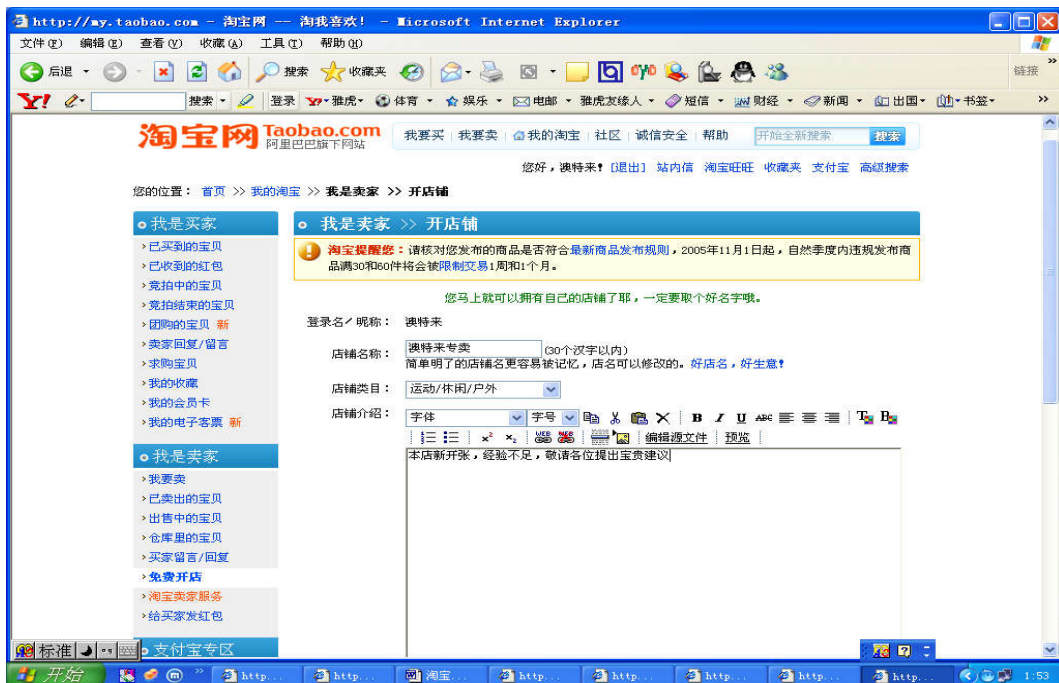 http://my.taobao.com - 淘宝网 -- 淘我喜欢! - Microsoft Internet Explorer
文件(F) 编辑(E) 查看(V) 收藏(A) 工具(T) 帮助(H)
后退 搜索 收藏夹 链接
Y! 搜索 登录 雅虎 体育 娱乐 电邮 雅虎友缘人 短信 财经 新闻 出国 书签
淘宝网 Taobao.com 我要买 我要卖 我的淘宝 社区 诚信安全 帮助 开始全新搜索 搜索
阿里巴巴旗下网站
您好,澳特来! [退出] 站内信 淘宝旺旺 收藏夹 支付宝 高级搜索
您的位置: 首页 >> 我的淘宝 >> 我是卖家 >> 开店铺
我是买家
>已买到的宝贝
>已收到的红包
>竞拍中的宝贝
>竞拍结束的宝贝
>团购的宝贝 新
>卖家回复/留言
>求购宝贝
>我的收藏
>我的会员卡
>我的电子客票 新
我是卖家
>我要卖
>已卖出的宝贝
>出售中的宝贝
>仓库里的宝贝
>买家留言/回复
>免费开店
>淘宝卖家服务
>给买家发红包
支付宝专区
我是卖家 >> 开店铺
淘宝提醒您:请核对您发布的商品是否符合最新商品发布规则,2005年11月1日起,自然季度内违规发布商
品满30和60件将会被限制交易1周和1个月。
您马上就可以拥有自己的店铺了耶,一定要取个好名字哦。
登录名/昵称: 澳特来
店铺名称: 澳特来专卖 (30个汉字以内)
简单明了的店铺名更容易被记忆,店名可以修改的。好店名,好生意!
店铺类目: 运动/休闲/户外
店铺介绍: 字体 字号 B I U ABC
x² x₂ WEB WEB 编辑源文件 预览
本店新开张,经验不足,敬请各位提出宝贵建议
标准
开始 http... http... 淘宝... http... http... http... http... http... 1:53